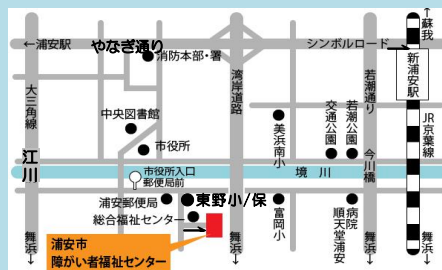 ←浦安駅
やなぎ通り
消防本部・署
シンボルロード
↑蘇我
新浦安駅
大三角線
湾岸道路
若潮通り
中央図書館
市役所
美浜南小
交通公園
若潮公園
JR京葉線
江川
市役所入口
郵便局前
境川
今川橋
浦安郵便局
東野小/保
総合福祉センター
富岡小
順天堂浦安
病院
舞浜↓
舞浜↓
舞浜↓
舞浜↓
浦安市
障がい者福祉センター